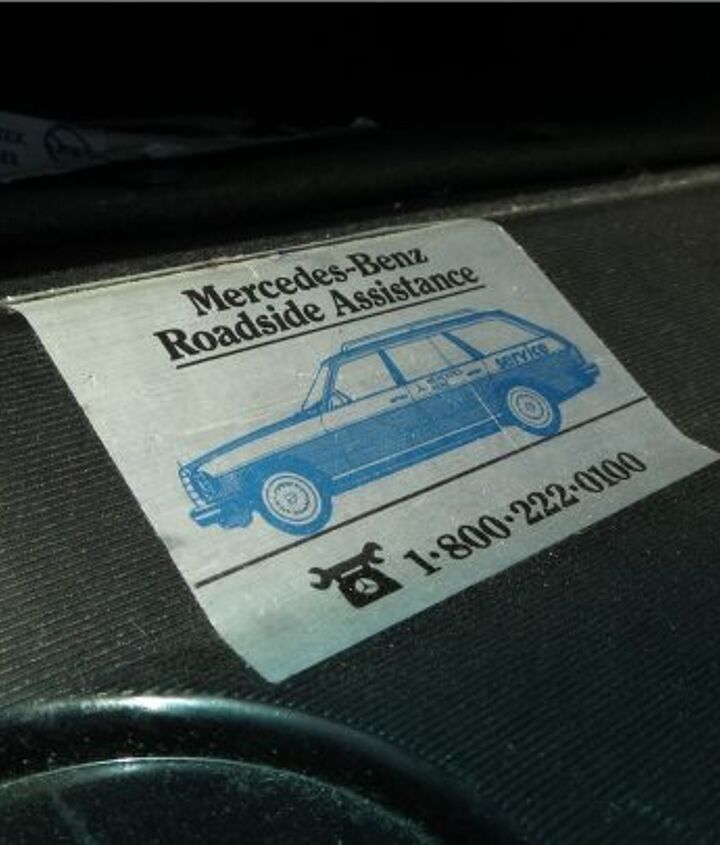 Mercedes-Benz
Roadside Assistance
service
1·800·222·0100